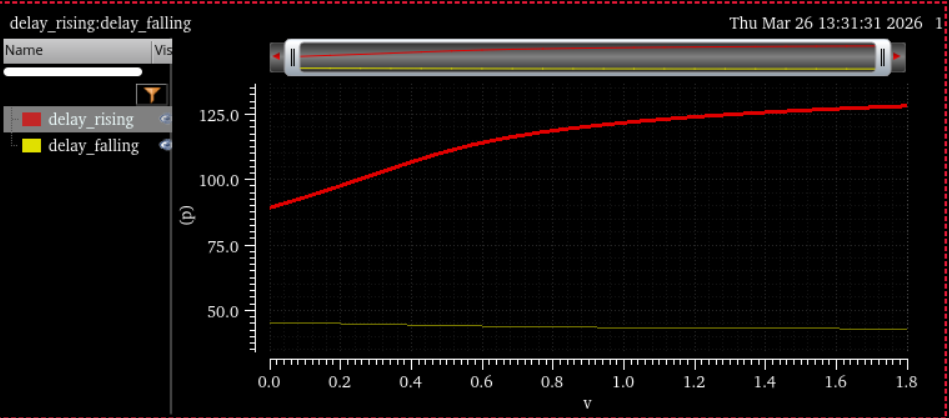 delay_rising:delay_falling
Thu Mar 26 13:31:31 2026 1
Name Vis
delay_rising
delay_falling
125.0
100.0
75.0
50.0
(p)
0.0 0.2 0.4 0.6 0.8 1.0 1.2 1.4 1.6 1.8
v